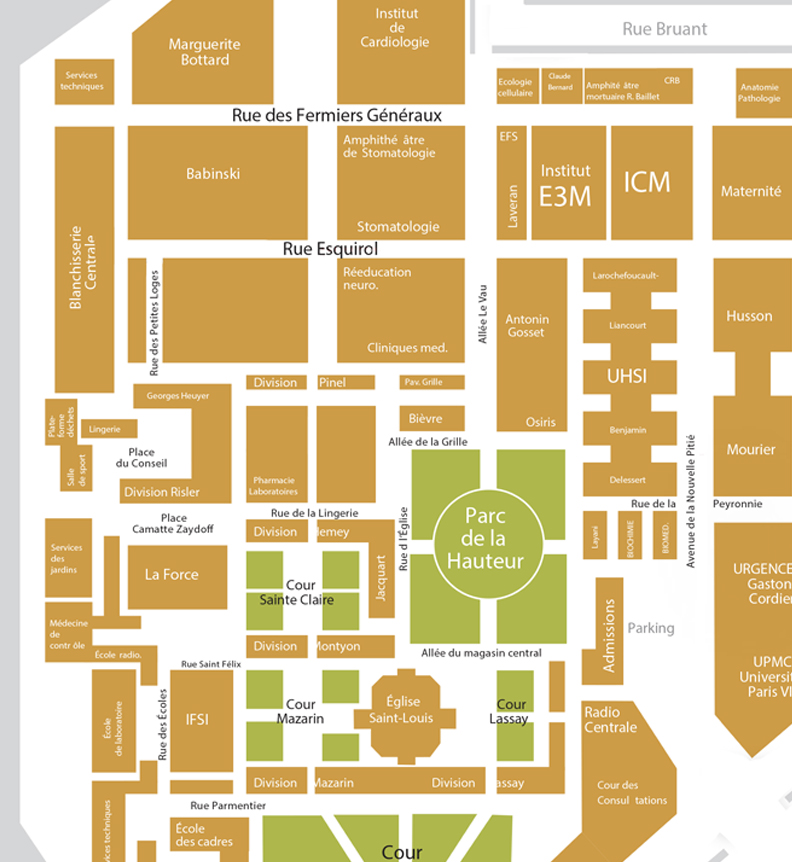 Institut
de
Cardiologie
Marguerite
Bottard
Rue Bruant
Services
techniques
Ecologie
cellulaire
Claude
Bernard
Amphité âtre
mortuaire R. Baillet
CRB
Anatomie
Pathologie
Rue des Fermiers Généraux
Amphithé âtre
de Stomatologie
Stomatologie
Babinski
EFS
Laveran
Institut
E3M
ICM
Maternité
Blanchisserie
Centrale
Rue Esquirol
Rue des Petites Loges
Rééducation
neuro.
Cliniques med.
Allée Le Vau
Antonin
Gosset
Osiris
Larochefoucault-
Liancourt
UHSI
Benjamin
Delessert
Husson
Mourier
Division Pinel
Pav. Grille
Georges Heuyer
Bièvre
Plate-
forme
déchets
Lingerie
Allée de la Grille
Place
du Conseil
Salle
de sport
Division Risler
Pharmacie
Laboratoires
Avenue de la Nouvelle Pitié
Rue de la Peyronnie
Rue de la Lingerie
Place
Camatte Zaydoff
Rue d l'Église
Parc
de la
Hauteur
Layani
BIOCHIMIE
BIOMED.
Division lemey
Services
des
jardins
La Force
Jacquart
Cour
Sainte Claire
URGENCE
Gaston
Cordier
Admissions
Parking
Médecine
de
contr ôle
École radio.
Division Montyon
Allée du magasin central
UPMC
Universit
Paris VI
Rue Saint Félix
École
de laboratoire
Rue des Écoles
IFSI
Cour
Mazarin
Église
Saint-Louis
Cour
Lassay
Radio
Centrale
Division Mazarin
Division assay
Cour des
Consul tations
Rue Parmentier
École
des cadres
vices techniques
Cour